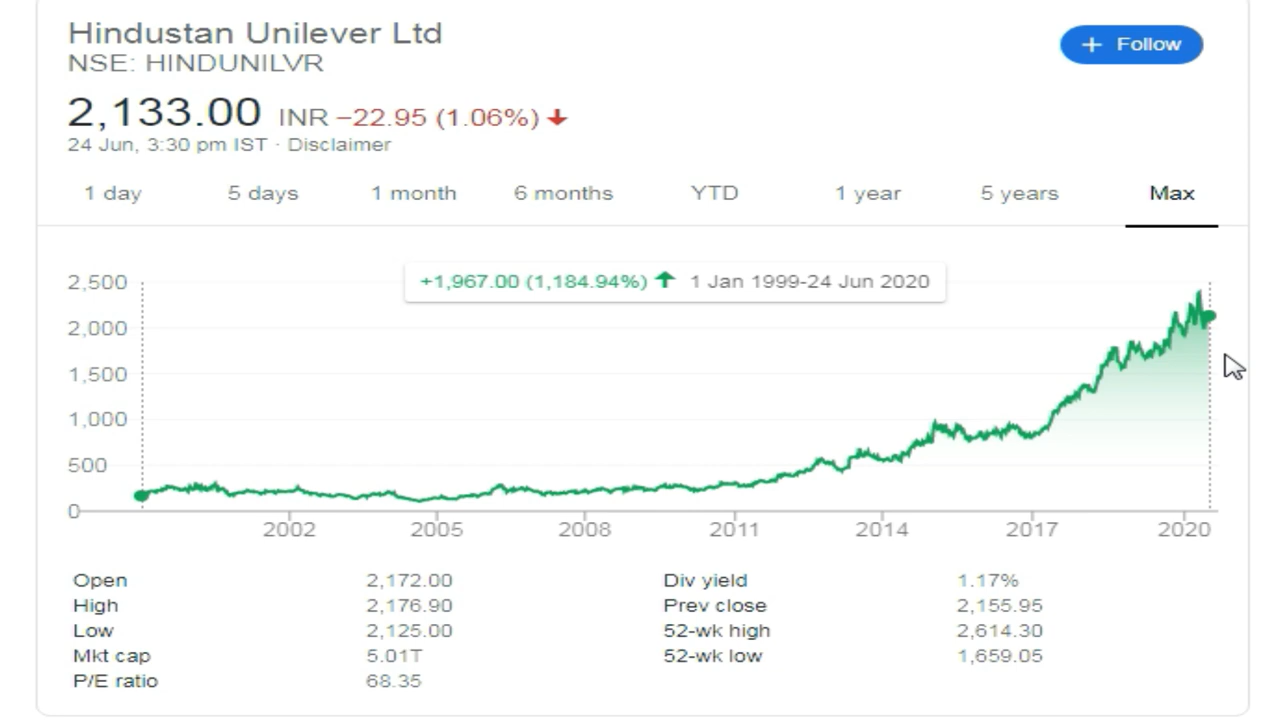 Hindustan Unilever Ltd
NSE: HINDUNILVR
+ Follow
2,133.00 INR −22.95 (1.06%)
24 Jun, 3:30 pm IST · Disclaimer
1 day 5 days 1 month 6 months YTD 1 year 5 years Max
+1,967.00 (1,184.94%) 1 Jan 1999-24 Jun 2020
2,500
2,000
1,500
1,000
500
0
2002 2005 2008 2011 2014 2017 2020
Open 2,172.00 Div yield 1.17%
High 2,176.90 Prev close 2,155.95
Low 2,125.00 52-wk high 2,614.30
Mkt cap 5.01T 52-wk low 1,659.05
P/E ratio 68.35